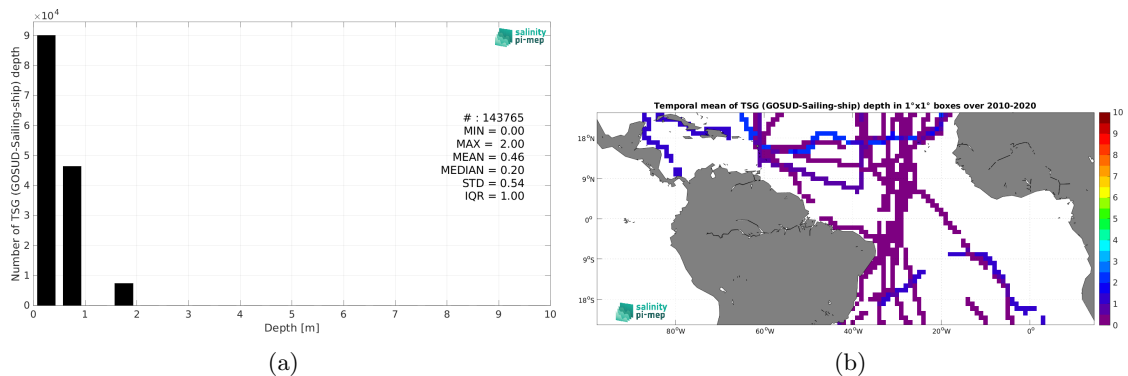 ×10⁴
9
8
7
6
5
4
3
2
1
0
Number of TSG (GOSUD-Sailing-ship) depth
0 1 2 3 4 5 6 7 8 9 10
Depth [m]
salinity
pi-mep
# : 143765
MIN = 0.00
MAX = 2.00
MEAN = 0.46
MEDIAN = 0.20
STD = 0.54
IQR = 1.00
(a)
Temporal mean of TSG (GOSUD-Sailing-ship) depth in 1°x1° boxes over 2010-2020
18°N
9°N
0°
9°S
18°S
80°W 60°W 40°W 20°W 0°
salinity
pi-mep
10
9
8
7
6
5
4
3
2
1
0
(b)